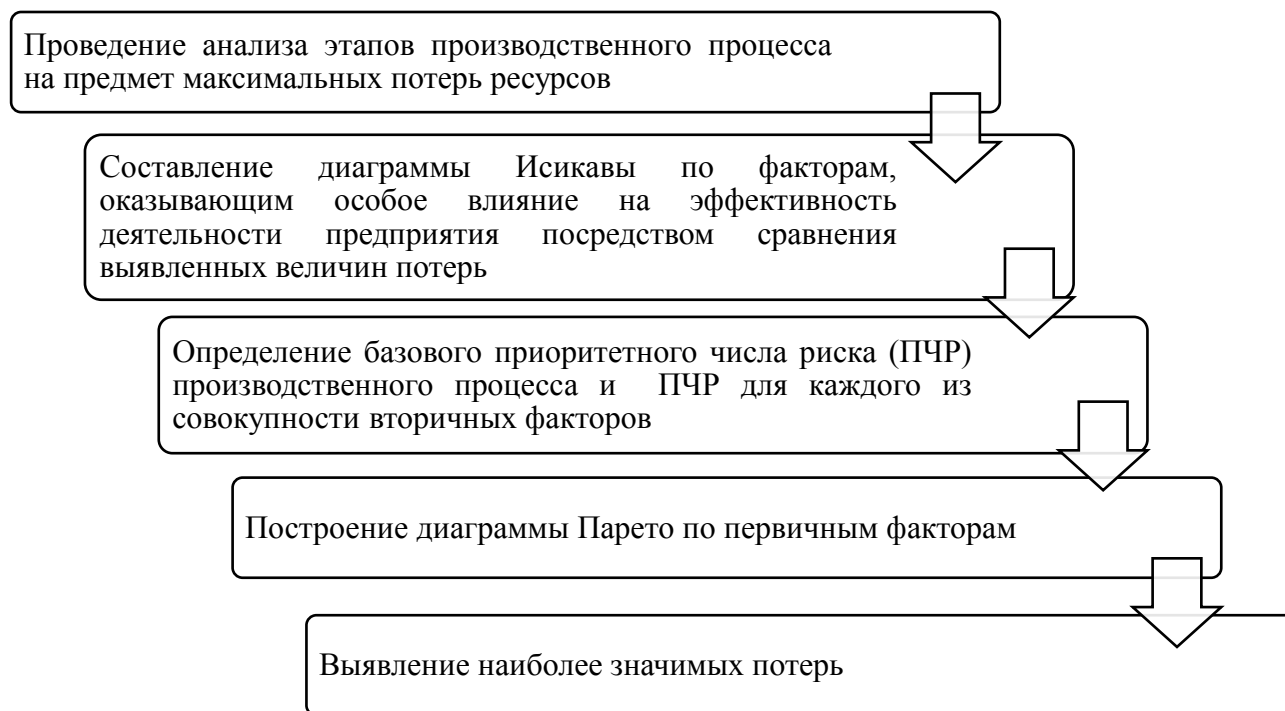 Проведение анализа этапов производственного процесса
на предмет максимальных потерь ресурсов
Составление диаграммы Исикавы по факторам,
оказывающим особое влияние на эффективность
деятельности предприятия посредством сравнения
выявленных величин потерь
Определение базового приоритетного числа риска (ПЧР)
производственного процесса и ПЧР для каждого из
совокупности вторичных факторов
Построение диаграммы Парето по первичным факторам
Выявление наиболее значимых потерь